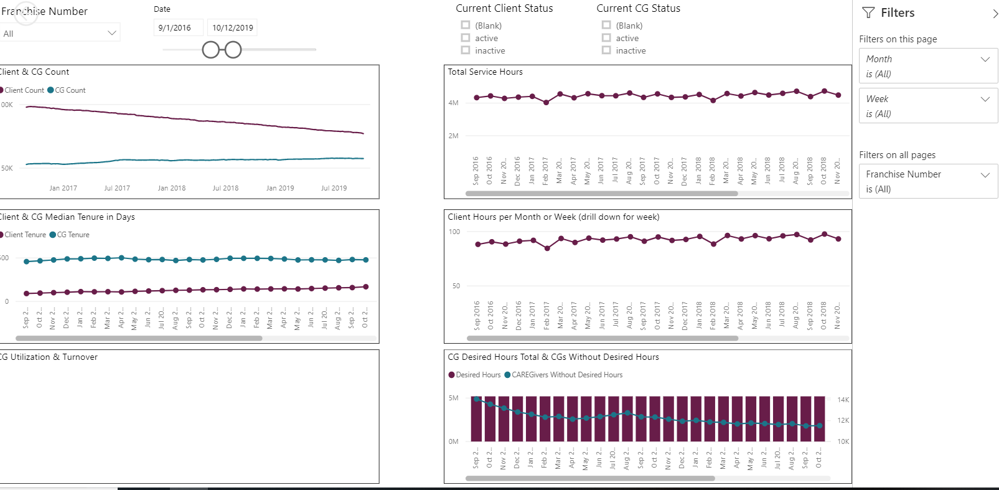 Franchise Number
All
Date
9/1/2016
10/12/2019
Current Client Status
(Blank)
active
inactive
Current CG Status
(Blank)
active
inactive
Client & CG Count
Client Count CG Count
00K
50K
Jan 2017 Jul 2017 Jan 2018 Jul 2018 Jan 2019 Jul 2019
Total Service Hours
4M
2M
Sep 2016 Oct 2016 Nov 20... Dec 2016 Jan 2017 Feb 2017 Mar 20... Apr 2017 May 20... Jun 2017 Jul 2017 Aug 20... Sep 2017 Oct 2017 Nov 20... Dec 2017 Jan 2018 Feb 2018 Mar 20... Apr 2018 May 20... Jun 2018 Jul 2018 Aug 20... Sep 2018 Oct 2018 Nov 20...
Client & CG Median Tenure in Days
Client Tenure CG Tenure
500
0
Sep 2... Oct 2... Nov 2... Dec 2... Jan 2... Feb 2... Mar 2... Apr 2... May 2... Jun 2... Jul 20... Aug 2... Sep 2... Oct 2... Nov 2... Dec 2... Jan 2... Feb 2... Mar 2... Apr 2... May 2... Jun 2... Jul 20... Aug 2... Sep 2... Oct 2...
Client Hours per Month or Week (drill down for week)
100
50
Sep 2016 Oct 2016 Nov 20... Dec 2016 Jan 2017 Feb 2017 Mar 20... Apr 2017 May 20... Jun 2017 Jul 2017 Aug 20... Sep 2017 Oct 2017 Nov 20... Dec 2017 Jan 2018 Feb 2018 Mar 20... Apr 2018 May 20... Jun 2018 Jul 2018 Aug 20... Sep 2018 Oct 2018 Nov 20...
CG Utilization & Turnover
CG Desired Hours Total & CGs Without Desired Hours
Desired Hours CAREGivers Without Desired Hours
5M
0M
14K
12K
10K
Sep 2... Oct 2... Nov 2... Dec 2... Jan 2... Feb 2... Mar 2... Apr 2... May 2... Jun 2... Jul 20... Aug 2... Sep 2... Oct 2... Nov 2... Dec 2... Jan 2... Feb 2... Mar 2... Apr 2... May 2... Jun 2... Jul 20... Aug 2... Sep 2... Oct 2...
Filters
Filters on this page
Month
is (All)
Week
is (All)
Filters on all pages
Franchise Number
is (All)